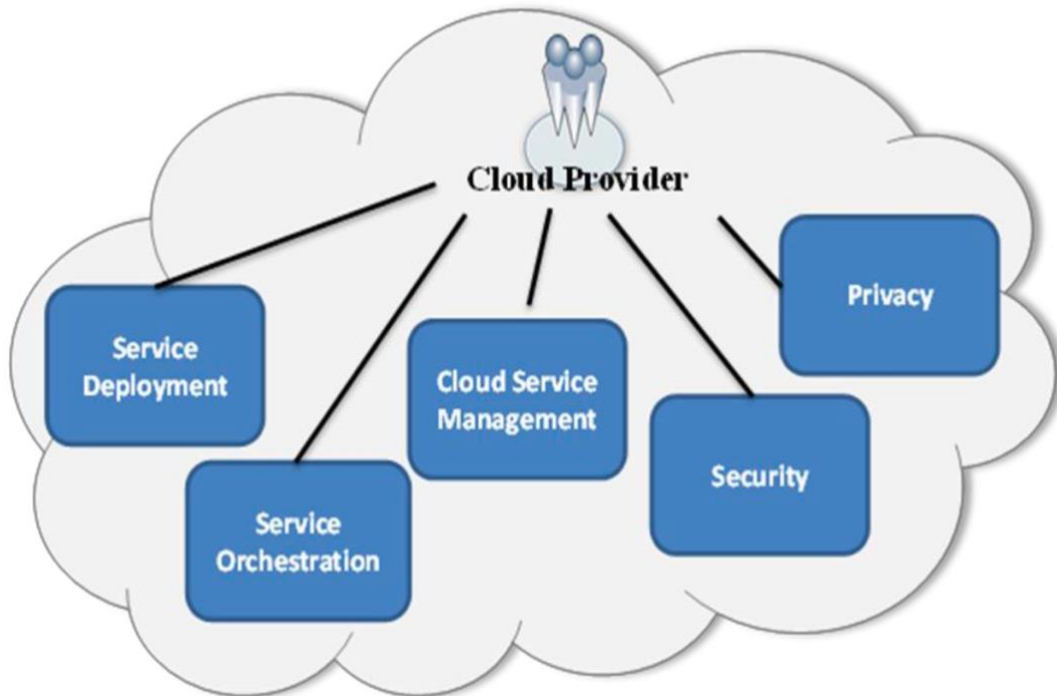 Cloud Provider
Service
Deployment
Service
Orchestration
Cloud Service
Management
Security
Privacy